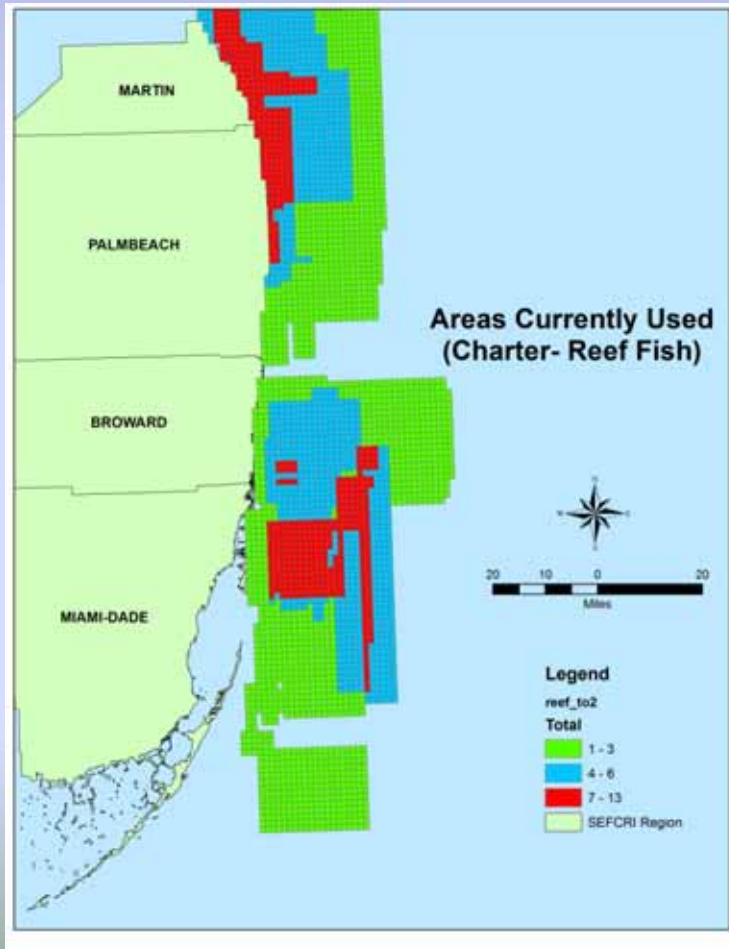 MARTIN
PALMBEACH
Areas Currently Used
(Charter- Reef Fish)
BROWARD
N
W E
S
20 10 0 20
Miles
MIAMI-DADE
Legend
reef_to2
Total
1 - 3
4 - 6
7 - 13
SEFCRI Region